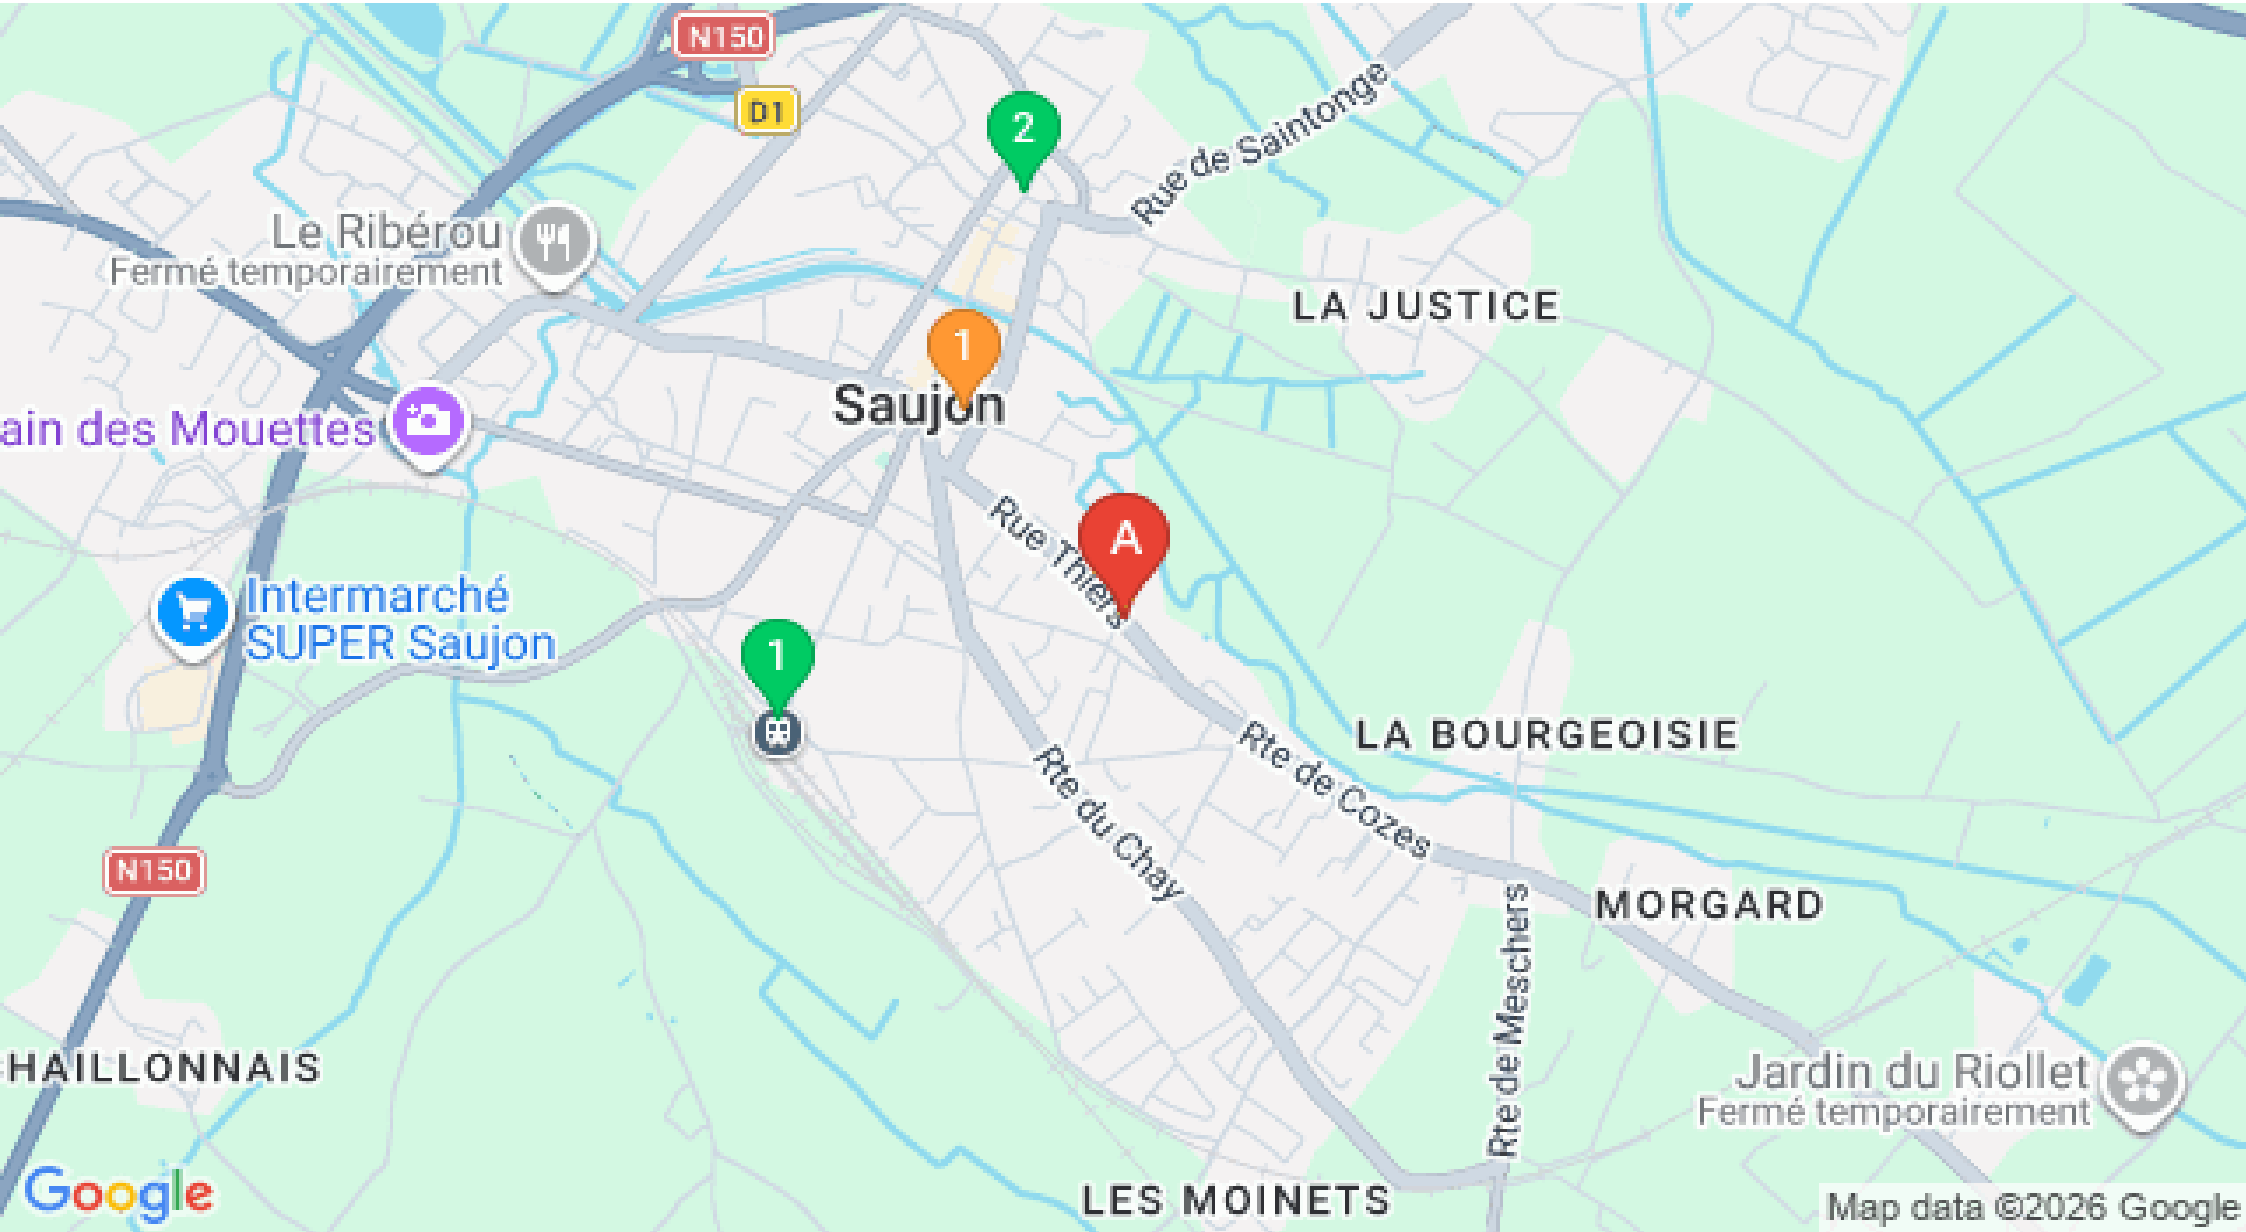 N150
D1
2
Rue de Saintonge
Le Ribérou
Fermé temporairement
LA JUSTICE
1
Saujon
ain des Mouettes
Rue Thiers
A
Intermarché
SUPER Saujon
1
LA BOURGEOISIE
Rte de Cozes
Rte du Chay
N150
MORGARD
Rte de Meschers
HAILLONNAIS
Jardin du Riollet
Fermé temporairement
LES MOINETS
Google
Map data ©2026 Google